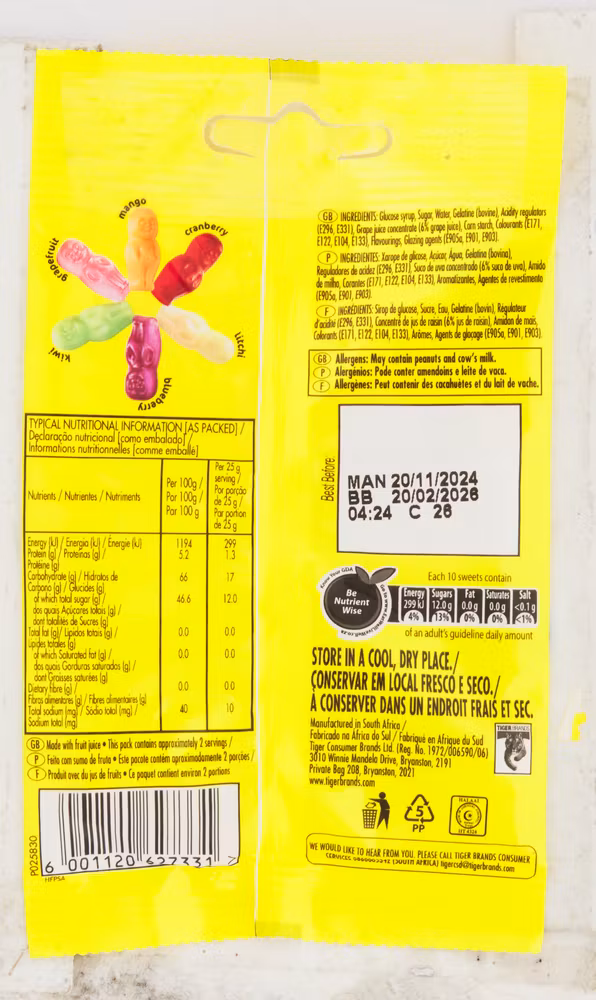 mango
cranberry
litchi
blueberry
kiwi
grapefruit
TYPICAL NUTRITIONAL INFORMATION [AS PACKED] /
Declaração nutricional [como embalado] /
Informations nutritionnelles [comme emballé]
Nutrients / Nutrientes / Nutriments
Per 100g /
Por 100g /
Par 100 g
Per 25 g
serving /
Por porção
de 25 g /
Par portion
de 25 g
Energy (kJ) / Energia (kJ) / Énergie (kJ) 1194 299
Protein (g) / Proteínas (g) / 5.2 1.3
Protéine (g)
Carbohydrate (g) / Hidratos de 66 17
Carbono (g) / Glucides (g)
of which total sugar (g) / 46.6 12.0
dos quais Açúcares totais (g) /
dont totalités de Sucres (g)
Total fat (g)/ Lípidos totais (g) / 0.0 0.0
Lipides totales (g)
of which Saturated fat (g) / 0.0 0.0
dos quais Gorduras saturadas (g) /
dont Graisses saturées (g)
Dietary fibre (g) / 0.0 0.0
Fibras alimentares (g) / Fibres alimentaires (g)
Total sodium (mg) / Sódio total (mg) / 40 10
Sodium total (mg)
GB Made with fruit juice • This pack contains approximately 2 servings /
P Feito com sumo de fruta • Este pacote contém aproximadamente 2 porções /
F Produit avec du jus de fruits • Ce paquet contient environ 2 portions
P025830
6 001120 627331 >
HFPSA
GB INGREDIENTS: Glucose syrup, Sugar, Water, Gelatine (bovine), Acidity regulators
(E296, E331), Grape juice concentrate (6% grape juice), Corn starch, Colourants (E171,
E122, E104, E133), Flavourings, Glazing agents (E905a, E901, E903).
P INGREDIENTES: Xarope de glicose, Açúcar, Água, Gelatina (bovina),
Reguladores de acidez (E296, E331), Suco de uva concentrado (6% suco de uva), Amido
de milho, Corantes (E171, E122, E104, E133), Aromatizantes, Agentes de revestimento
(E905a, E901, E903).
F INGRÉDIENTS: Sirop de glucose, Sucre, Eau, Gelatine (bovin), Régulateur
d'acidité (E296, E331), Concentré de jus de raisin (6% jus de raisin), Amidon de maïs,
Colorants (E171, E122, E104, E133), Arômes, Agents de glaçage (E905a, E901, E903).
GB Allergens: May contain peanuts and cow's milk.
P Alergénios: Pode conter amendoins e leite de vaca.
F Allergènes: Peut contenir des cacahuètes et du lait de vache.
Best Before:
MAN 20/11/2024
BB 20/02/2026
04:24 C 26
Know Your GDA
Be
Nutrient
Wise
Each 10 sweets contain
Energy Sugars Fat Saturates Salt
299 kJ 12.0 g 0.0 g 0.0 g <0.1 g
4% 13% 0% 0% <1%
of an adult's guideline daily amount
STORE IN A COOL, DRY PLACE./
CONSERVAR EM LOCAL FRESCO E SECO./
À CONSERVER DANS UN ENDROIT FRAIS ET SEC.
Manufactured in South Africa /
Fabricado na África do Sul / Fabriqué en Afrique du Sud
Tiger Consumer Brands Ltd. (Reg. No. 1972/006590/06)
3010 Winnie Mandela Drive, Bryanston, 2191
Private Bag 20B, Bryanston, 2021
www.tigerbrands.com
TIGER BRANDS
5
PP
HALAAL
WE WOULD LIKE TO HEAR FROM YOU. PLEASE CALL TIGER BRANDS CONSUMER
(SOUTH AFRICA) tigercsd@tigerbrands.com